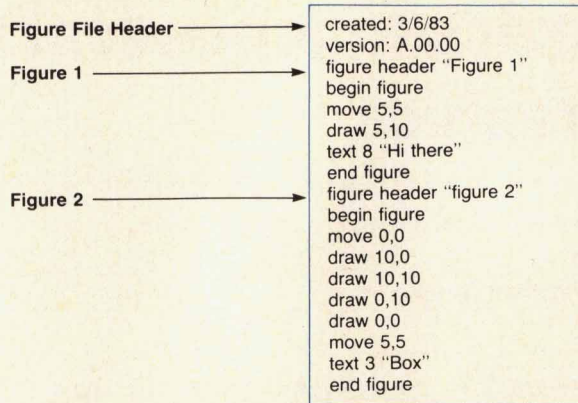 Figure File Header
created: 3/6/83
version: A.00.00
Figure 1
figure header "Figure 1"
begin figure
move 5,5
draw 5,10
text 8 "Hi there"
end figure
Figure 2
figure header "figure 2"
begin figure
move 0,0
draw 10,0
draw 10,10
draw 0,10
draw 0,0
move 5,5
text 3 "Box"
end figure